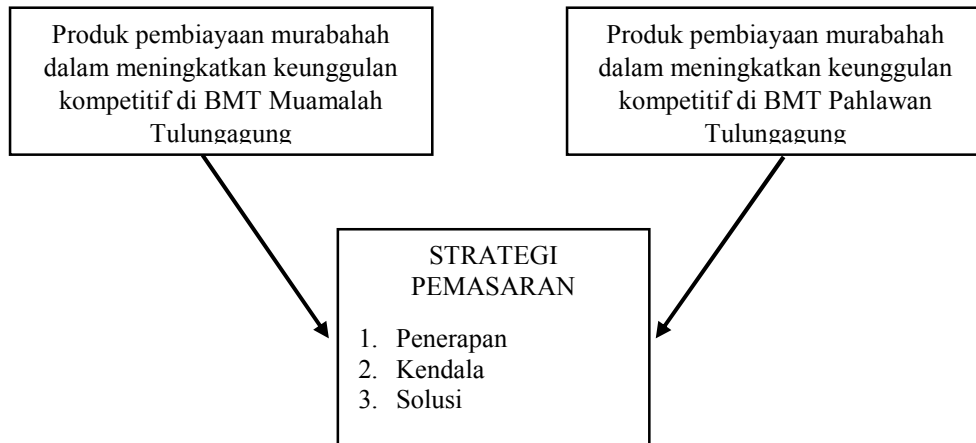 Produk pembiayaan murabahah
dalam meningkatkan keunggulan
kompetitif di BMT Muamalah
Tulungagung
Produk pembiayaan murabahah
dalam meningkatkan keunggulan
kompetitif di BMT Pahlawan
Tulungagung
STRATEGI
PEMASARAN
1. Penerapan
2. Kendala
3. Solusi